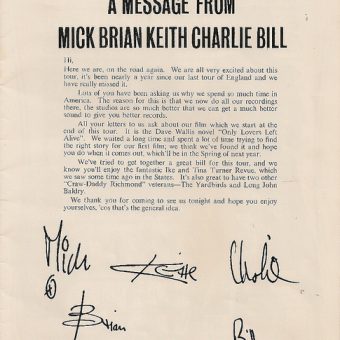 A MESSAGE FROM
MICK BRIAN KEITH CHARLIE BILL
Hi,
Here we are, on the road again. We are all very excited about this
tour, it's been nearly a year since our last tour of England and we
have really missed it.
Lots of you have been asking us why we spend so much time in
America. The reason for this is that we now do all our recordings
there, the studios are so much better that we can get a much better
sound to give you better records.
All your letters to us ask about our film which we start at the
end of this tour. It is the Dave Wallis novel "Only Lovers Left
Alive". We waited a long time and spent a lot of time trying to find
the right story for our first film, we think we've found it and hope
you do when it comes out, which'll be in the Spring of next year.
We've tried to get together a great bill for this tour, and we
know you'll enjoy the fantastic Ike and Tina Turner Revue, which
we saw some time ago in the States. It's also great to have two other
"Craw-Daddy Richmond" veterans—The Yardbirds and Long John
Baldry.
We thank you for coming to see us tonight and hope you enjoy
yourselves, 'cos that's the general idea.
Mick
Keith
Charlie
Brian
Bill